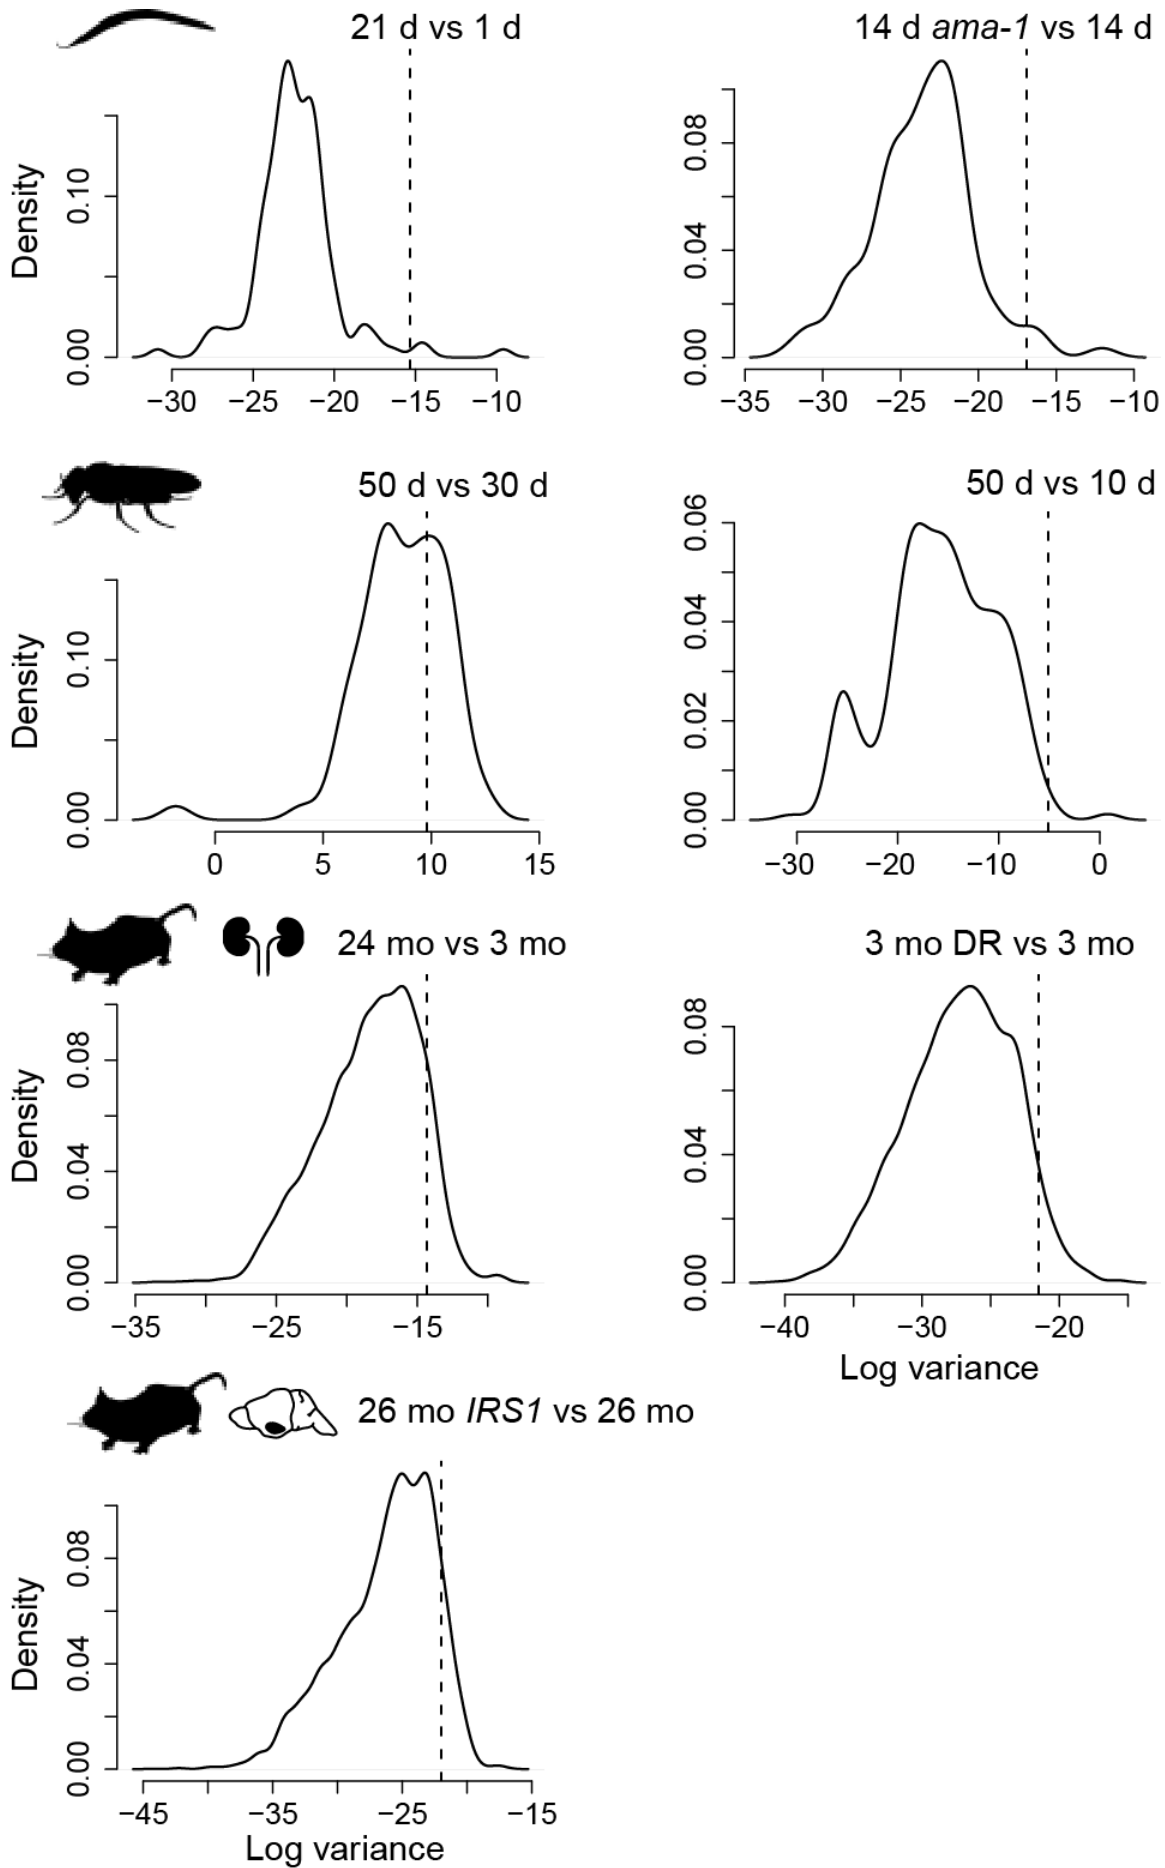 21 d vs 1 d
14 d ama-1 vs 14 d
Density
0.00 0.10
−30 −25 −20 −15 −10
0.00 0.04 0.08
−35 −30 −25 −20 −15 −10
50 d vs 30 d
50 d vs 10 d
Density
0.00 0.10
0 5 10 15
0.00 0.02 0.04 0.06
−30 −20 −10 0
24 mo vs 3 mo
3 mo DR vs 3 mo
Density
0.00 0.04 0.08
−35 −25 −15
0.00 0.04 0.08
−40 −30 −20
Log variance
26 mo IRS1 vs 26 mo
Density
0.00 0.04 0.08
−45 −35 −25 −15
Log variance